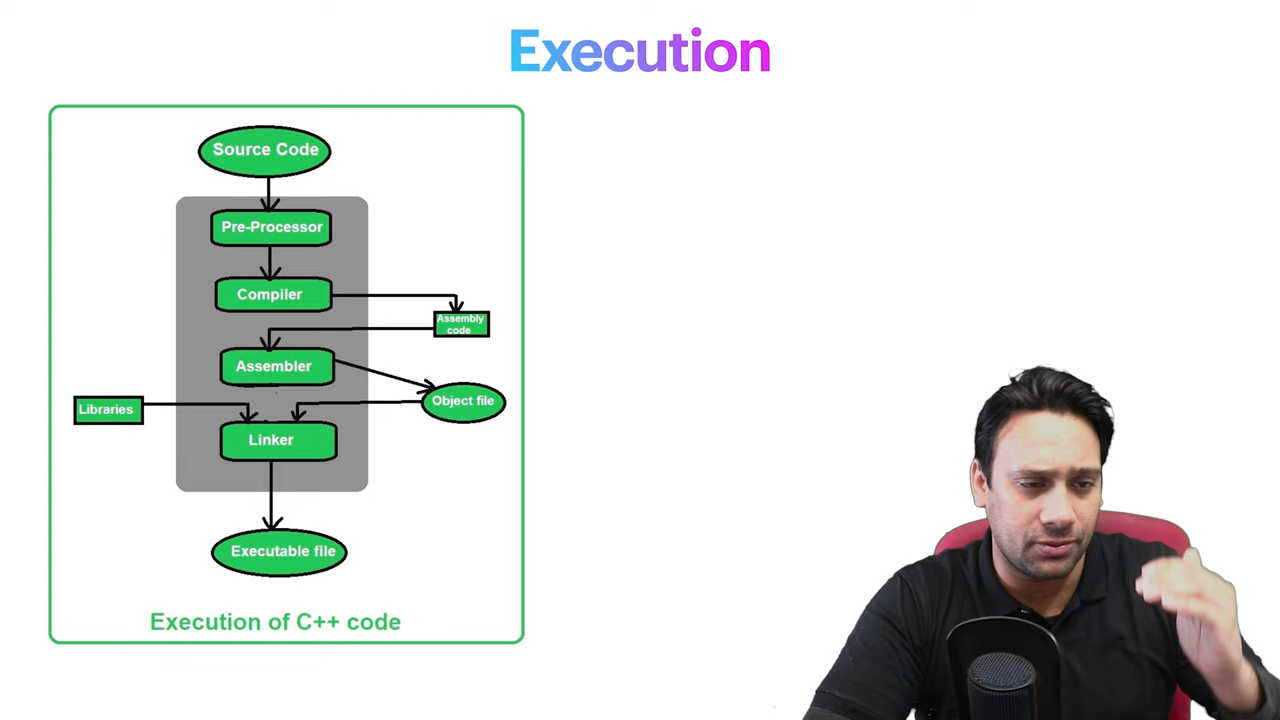 Execution
Source Code
Pre-Processor
Compiler
Assembly
code
Assembler
Libraries
Object file
Linker
Executable file
Execution of C++ code